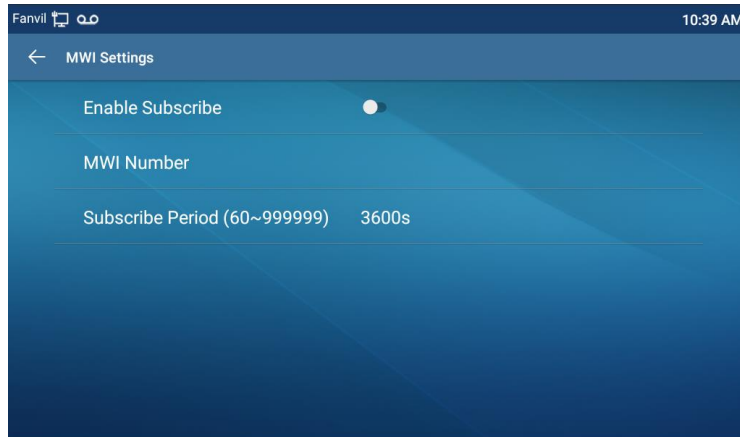 Fanvil 10:39 AM
MWI Settings
Enable Subscribe
MWI Number
Subscribe Period (60~999999) 3600s